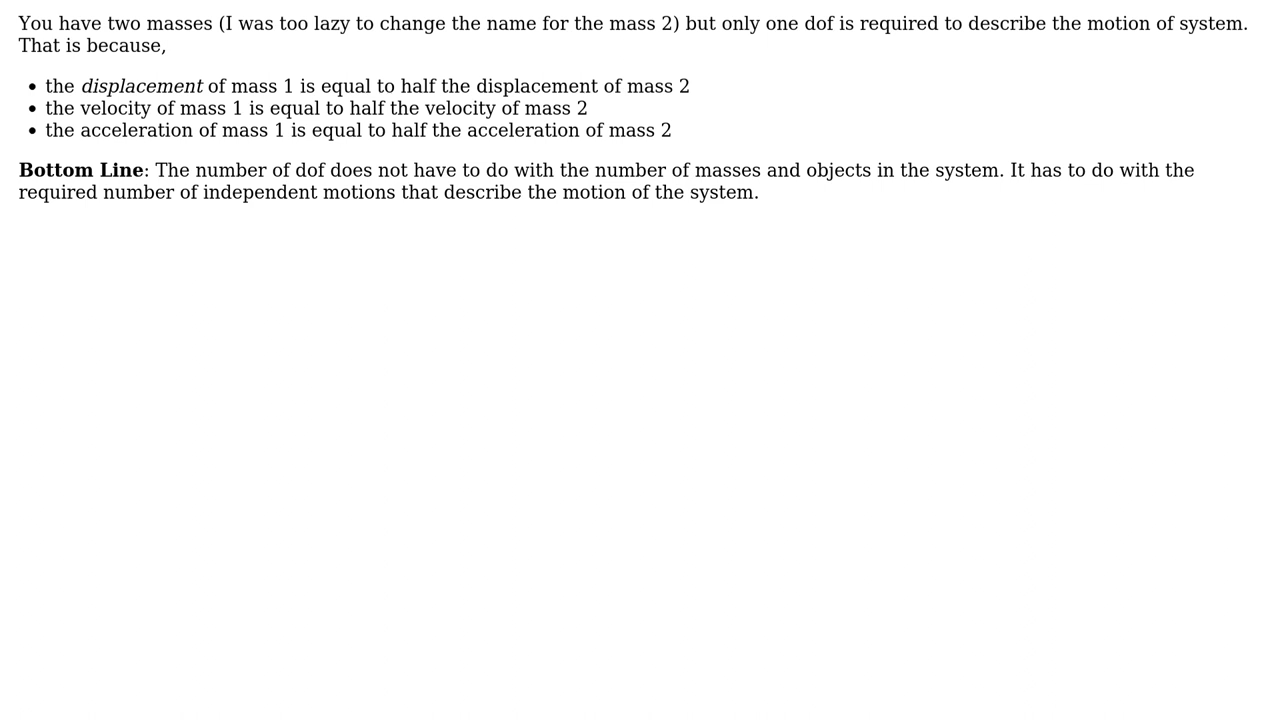 You have two masses (I was too lazy to change the name for the mass 2) but only one dof is required to describe the motion of system.
That is because,
• the displacement of mass 1 is equal to half the displacement of mass 2
• the velocity of mass 1 is equal to half the velocity of mass 2
• the acceleration of mass 1 is equal to half the acceleration of mass 2
Bottom Line: The number of dof does not have to do with the number of masses and objects in the system. It has to do with the
required number of independent motions that describe the motion of the system.